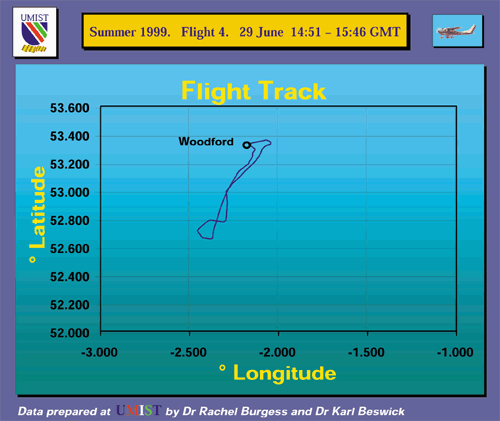 UMIST
Summer 1999. Flight 4. 29 June 14:51 – 15:46 GMT
Flight Track
53.600
53.400
Woodford
53.200
53.000
52.800
52.600
52.400
52.200
52.000
° Latitude
-3.000 -2.500 -2.000 -1.500 -1.000
° Longitude
Data prepared at UMIST by Dr Rachel Burgess and Dr Karl Beswick